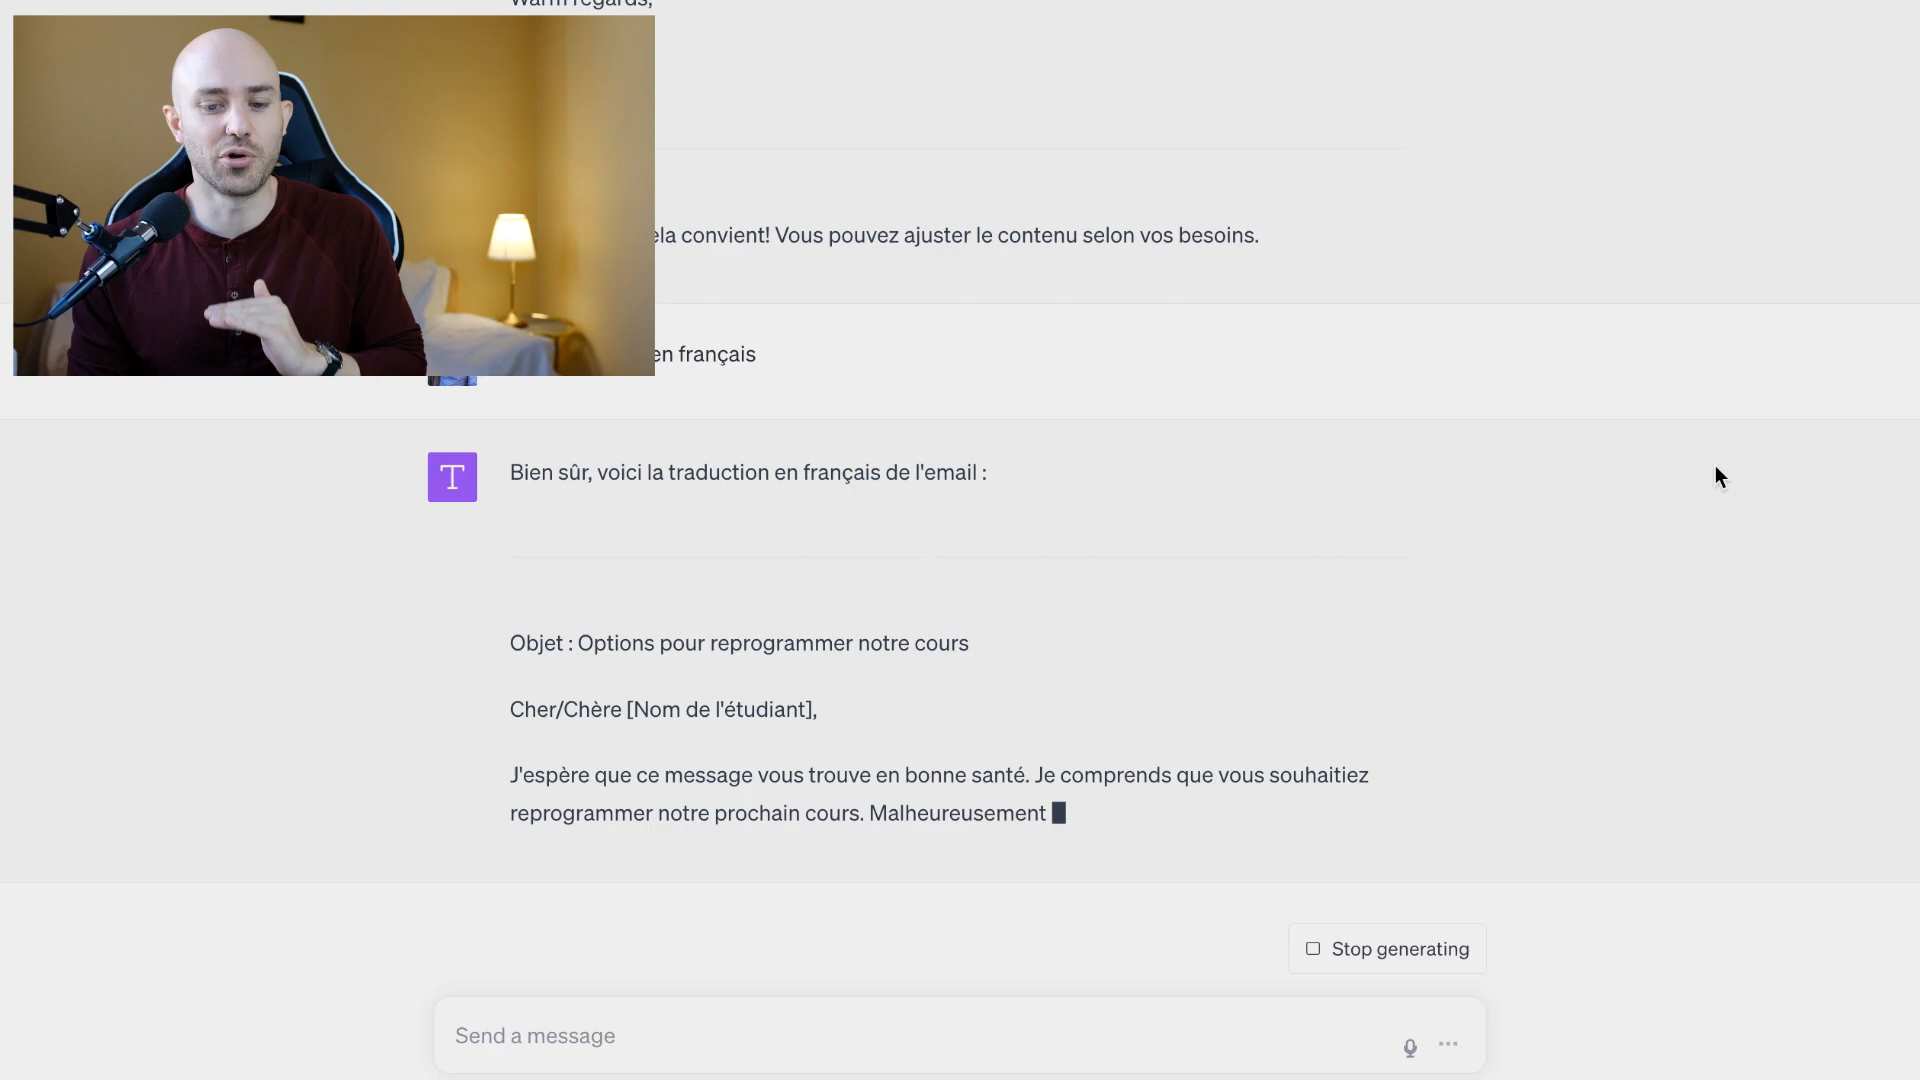 Warm regards,
ela convient! Vous pouvez ajuster le contenu selon vos besoins.
en français
T
Bien sûr, voici la traduction en français de l'email :
Objet : Options pour reprogrammer notre cours
Cher/Chère [Nom de l'étudiant],
J'espère que ce message vous trouve en bonne santé. Je comprends que vous souhaitiez
reprogrammer notre prochain cours. Malheureusement
Stop generating
Send a message